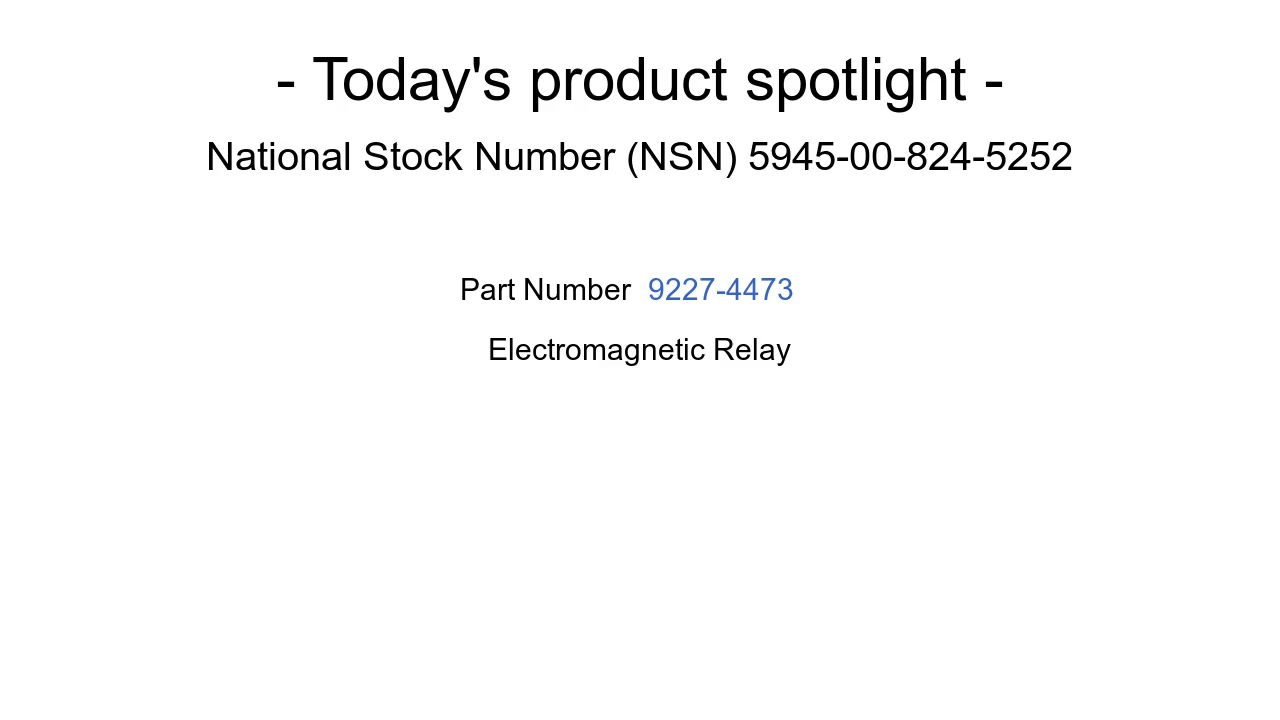 - Today's product spotlight -
National Stock Number (NSN) 5945-00-824-5252
Part Number 9227-4473
Electromagnetic Relay